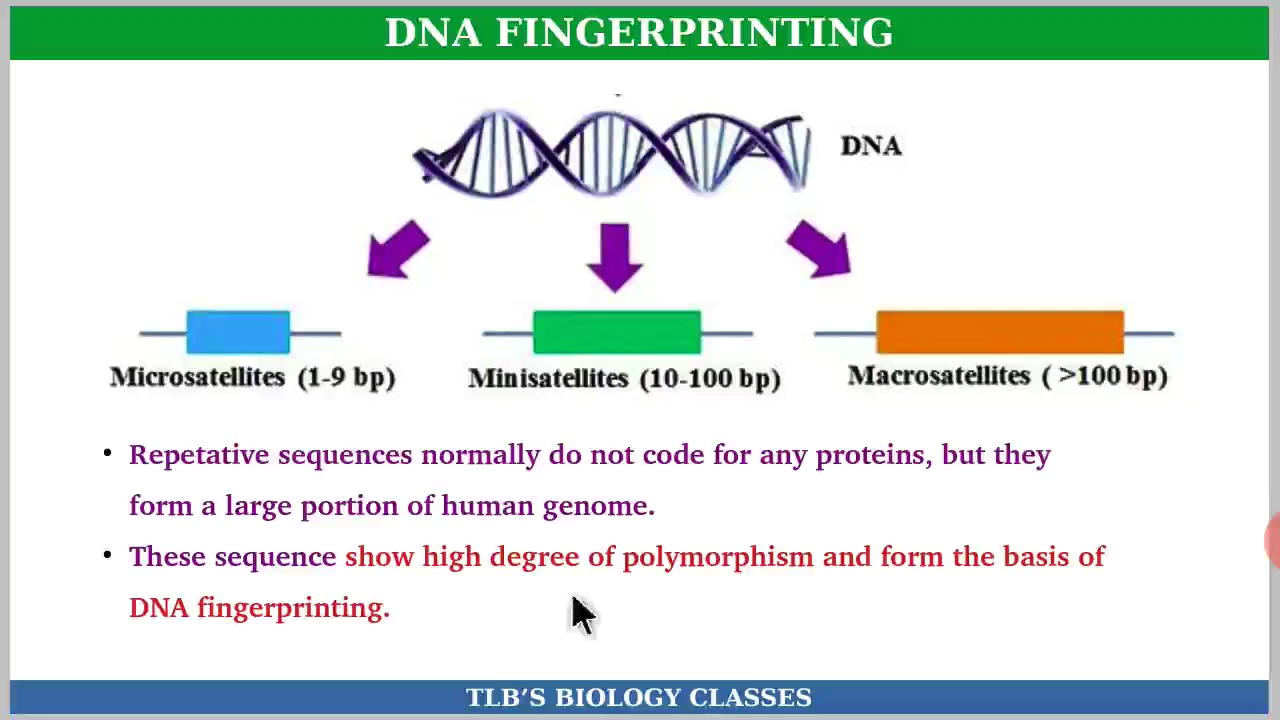 DNA FINGERPRINTING
DNA
Microsatellites (1-9 bp)
Minisatellites (10-100 bp)
Macrosatellites ( >100 bp)
• Repetative sequences normally do not code for any proteins, but they
form a large portion of human genome.
• These sequence show high degree of polymorphism and form the basis of
DNA fingerprinting.
TLB’S BIOLOGY CLASSES